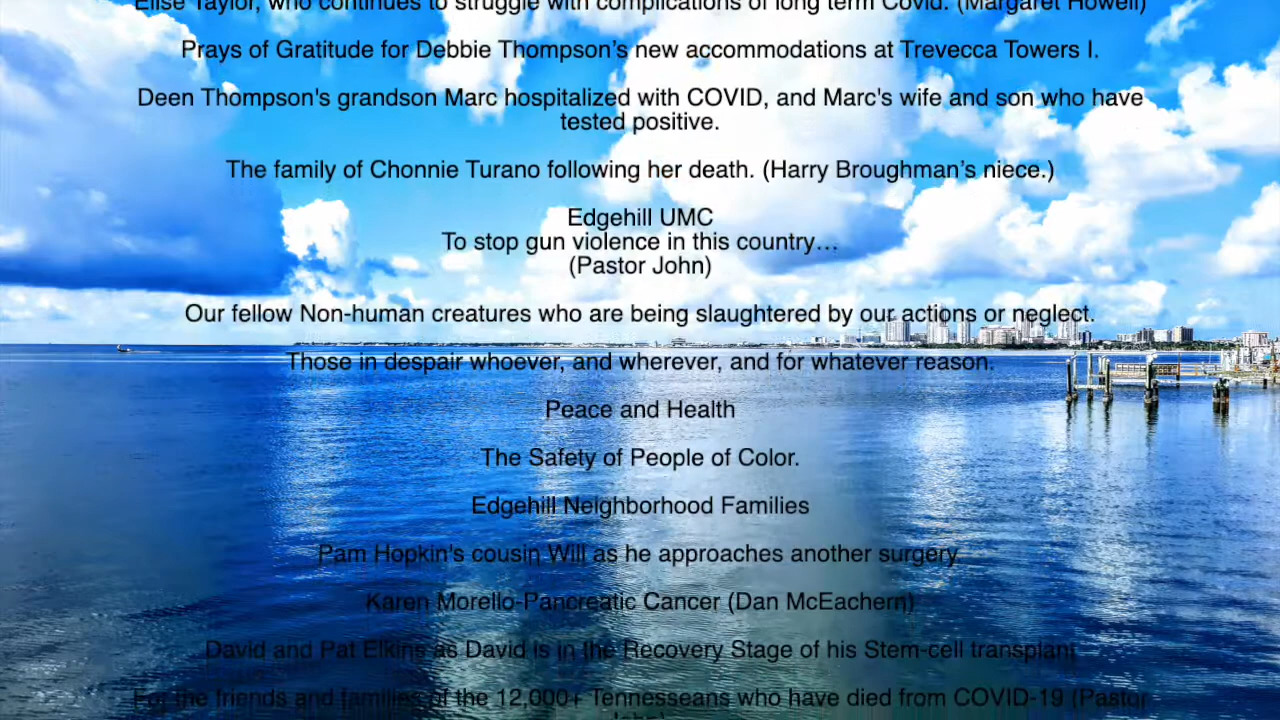 Elise Taylor, who continues to struggle with complications of long term Covid. (Margaret Howell)
Prays of Gratitude for Debbie Thompson’s new accommodations at Trevecca Towers I.
Deen Thompson's grandson Marc hospitalized with COVID, and Marc's wife and son who have
tested positive.
The family of Chonnie Turano following her death. (Harry Broughman’s niece.)
Edgehill UMC
To stop gun violence in this country…
(Pastor John)
Our fellow Non-human creatures who are being slaughtered by our actions or neglect.
Those in despair whoever, and wherever, and for whatever reason.
Peace and Health
The Safety of People of Color.
Edgehill Neighborhood Families
Pam Hopkin's cousin Will as he approaches another surgery
Karen Morello-Pancreatic Cancer (Dan McEachern)
David and Pat Elkins as David is in the Recovery Stage of his Stem-cell transplant
For the friends and families of the 12,000+ Tennesseans who have died from COVID-19 (Pastor
John)